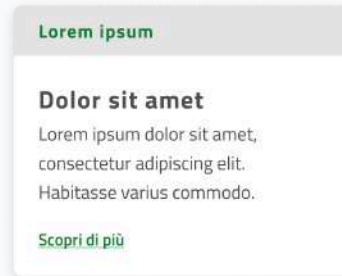 Lorem ipsum
Dolor sit amet
Lorem ipsum dolor sit amet,
consectetur adipiscing elit.
Habitasse varius commodo.
Scopri di più